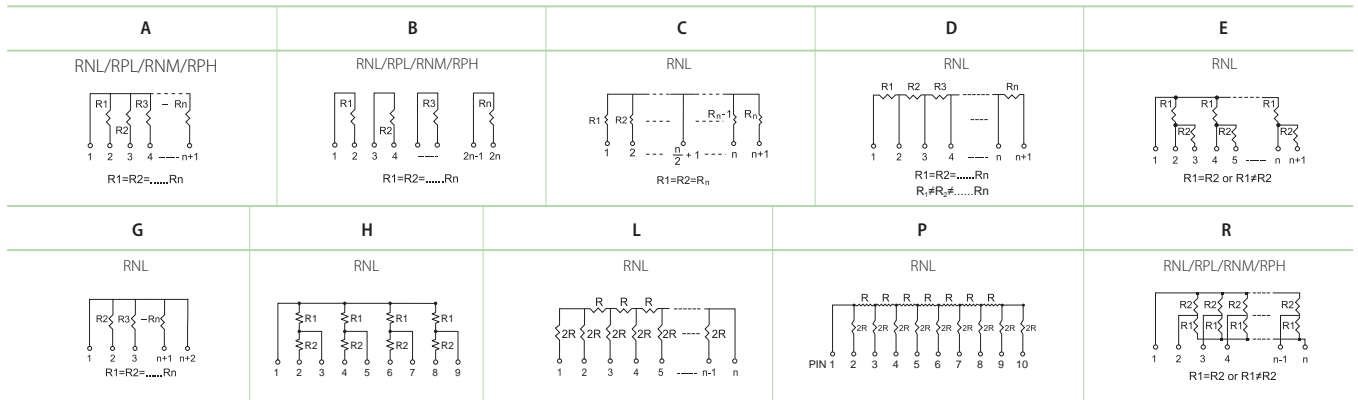 A B C D E
RNL/RPL/RNM/RPH RNL/RPL/RNM/RPH RNL RNL RNL
R1 R3 – Rn
R2
1 2 3 4 ----- n+1
R1=R2=......Rn
R1 R3 Rn
R2
1 2 3 4 ----- 2n-1 2n
R1=R2=......Rn
R1 R2 ---- Rn-1 Rn
1 2 ---- n/2 + 1 ---- n n+1
R1=R2=Rn
R1 R2 R3 Rn
1 2 3 4 n n+1
R1=R2=......Rn
R1≠R2≠......Rn
R1 R1 R1
R2 R2 R2
1 2 3 4 5 ----- n n+1
R1=R2 or R1≠R2
G H L P R
RNL RNL RNL RNL RNL/RPL/RNM/RPH
R2 R3 –Rn
1 2 3 n+1 n+2
R1=R2=......Rn
R1 R1 R1 R1
R2 R2 R2 R2
1 2 3 4 5 6 7 8 9
R R R
2R 2R 2R 2R 2R 2R
1 2 3 4 5 ----- n-1 n
R R R R R R
2R 2R 2R 2R 2R 2R 2R 2R
PIN 1 2 3 4 5 6 7 8 9 10
R2 R2 R2 R2
R1 R1 R1 R1
1 2 3 4 n-1 n
R1=R2 or R1≠R2